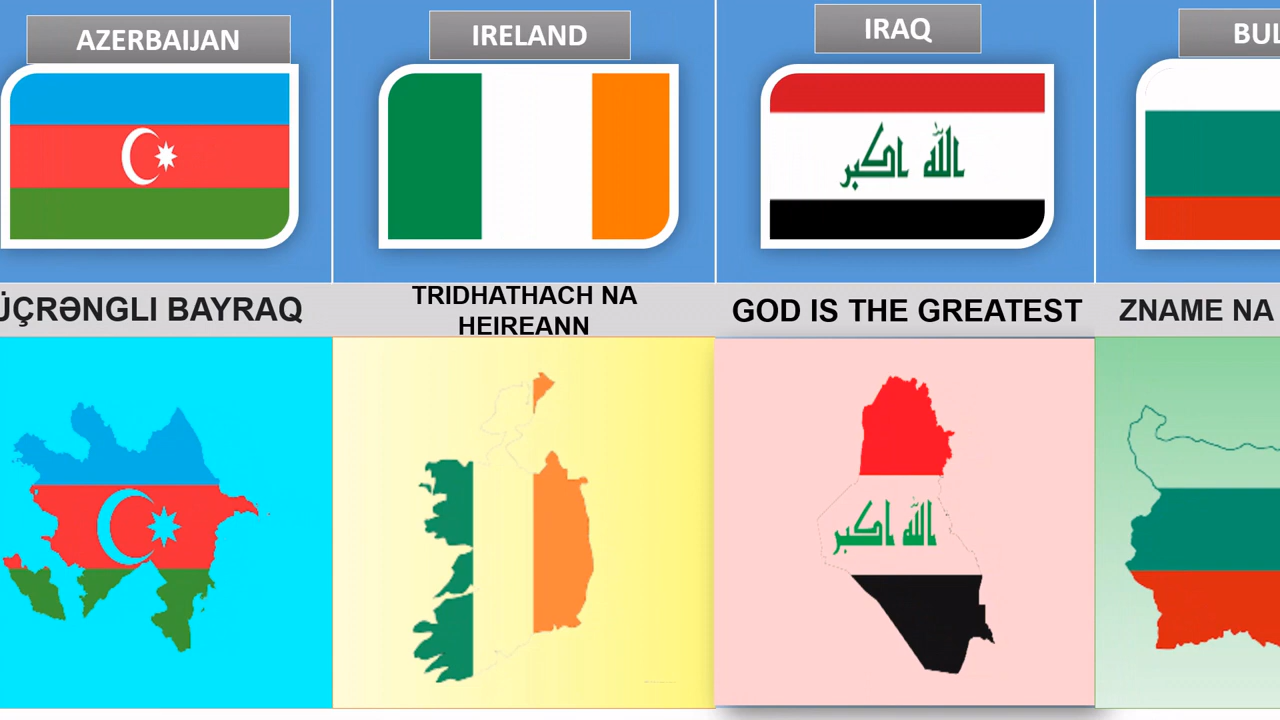 AZERBAIJAN
IRELAND
IRAQ
BUL
الله اكبر
ÜÇRƏNGLI BAYRAQ
TRIDHATHACH NA
HEIREANN
GOD IS THE GREATEST
ZNAME NA
الله اكبر